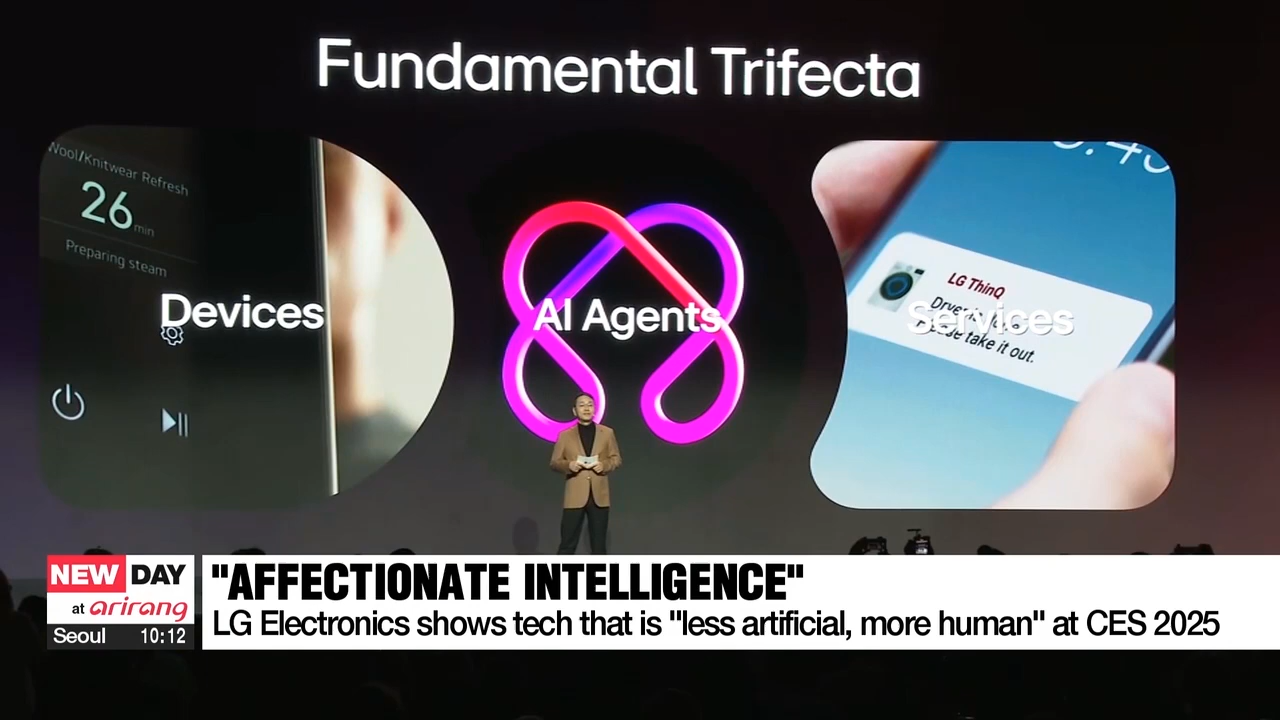 Fundamental Trifecta
Wool/Knitwear Refresh
26 min
Preparing steam
Devices
AI Agents
LG ThinQ
Services
Please take it out.
NEW DAY
at arirang
Seoul 10:12
"AFFECTIONATE INTELLIGENCE"
LG Electronics shows tech that is "less artificial, more human" at CES 2025